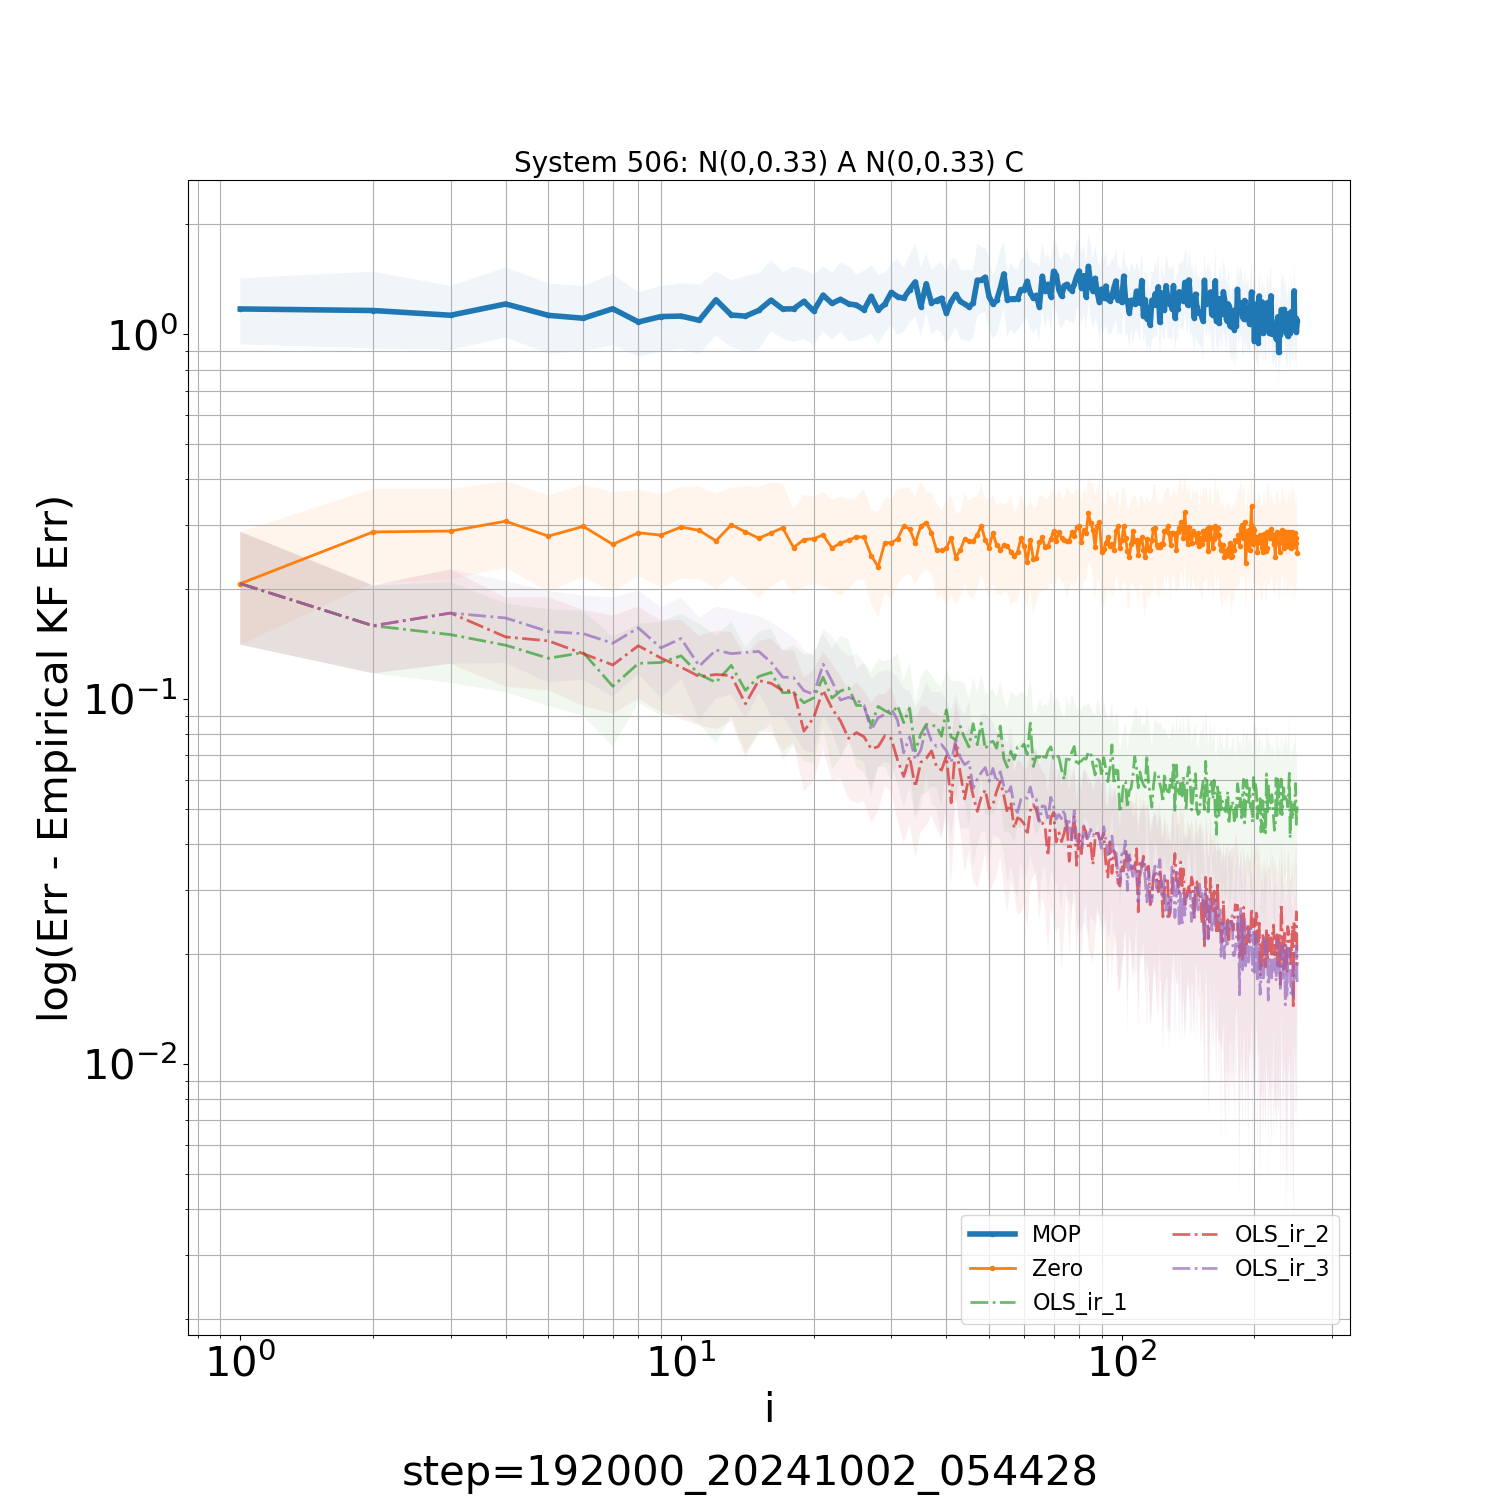 System 506: N(0,0.33) A N(0,0.33) C
log(Err - Empirical KF Err)
10⁰
10⁻¹
10⁻²
MOP
Zero
OLS_ir_1
OLS_ir_2
OLS_ir_3
10⁰ 10¹ 10²
i
step=192000_20241002_054428